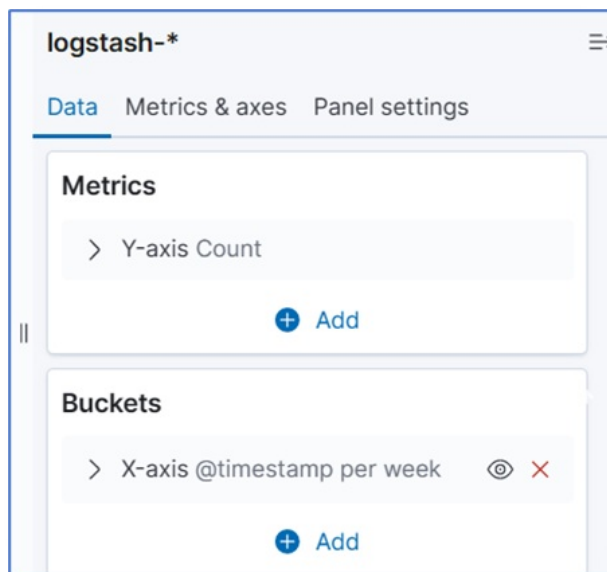 logstash-*
Data Metrics & axes Panel settings
Metrics
Y-axis Count
Add
Buckets
X-axis @timestamp per week
Add